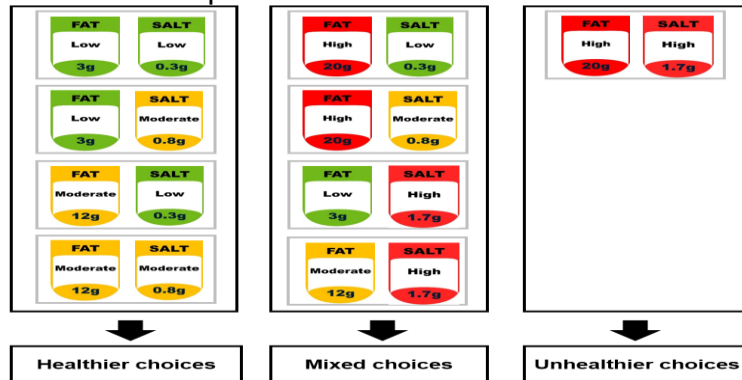 FAT SALT
Low Low
3g 0.3g
FAT SALT
Low Moderate
3g 0.8g
FAT SALT
Moderate Low
12g 0.3g
FAT SALT
Moderate Moderate
12g 0.8g
Healthier choices
FAT SALT
High Low
20g 0.3g
FAT SALT
High Moderate
20g 0.8g
FAT SALT
Low High
3g 1.7g
FAT SALT
Moderate High
12g 1.7g
Mixed choices
FAT SALT
High High
20g 1.7g
Unhealthier choices